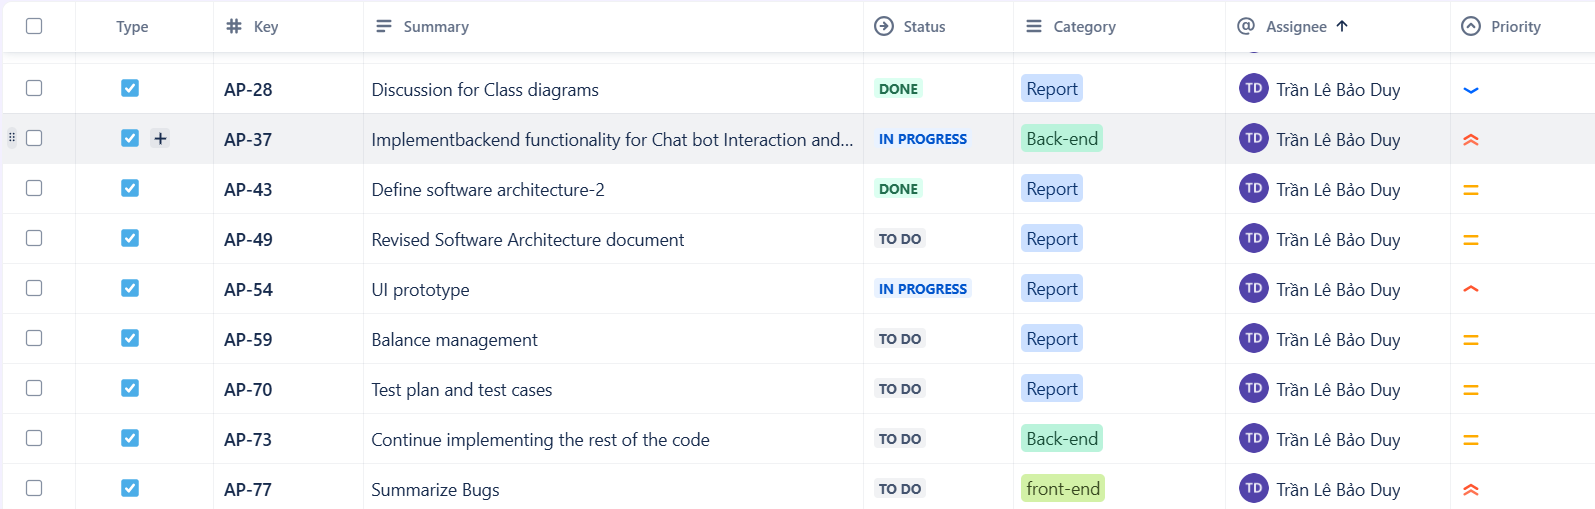 Type Key Summary Status Category Assignee Priority
AP-28 Discussion for Class diagrams DONE Report TD Trần Lê Bảo Duy
AP-37 Implementbackend functionality for Chat bot Interaction and... IN PROGRESS Back-end TD Trần Lê Bảo Duy
AP-43 Define software architecture-2 DONE Report TD Trần Lê Bảo Duy
AP-49 Revised Software Architecture document TO DO Report TD Trần Lê Bảo Duy
AP-54 UI prototype IN PROGRESS Report TD Trần Lê Bảo Duy
AP-59 Balance management TO DO Report TD Trần Lê Bảo Duy
AP-70 Test plan and test cases TO DO Report TD Trần Lê Bảo Duy
AP-73 Continue implementing the rest of the code TO DO Back-end TD Trần Lê Bảo Duy
AP-77 Summarize Bugs TO DO front-end TD Trần Lê Bảo Duy